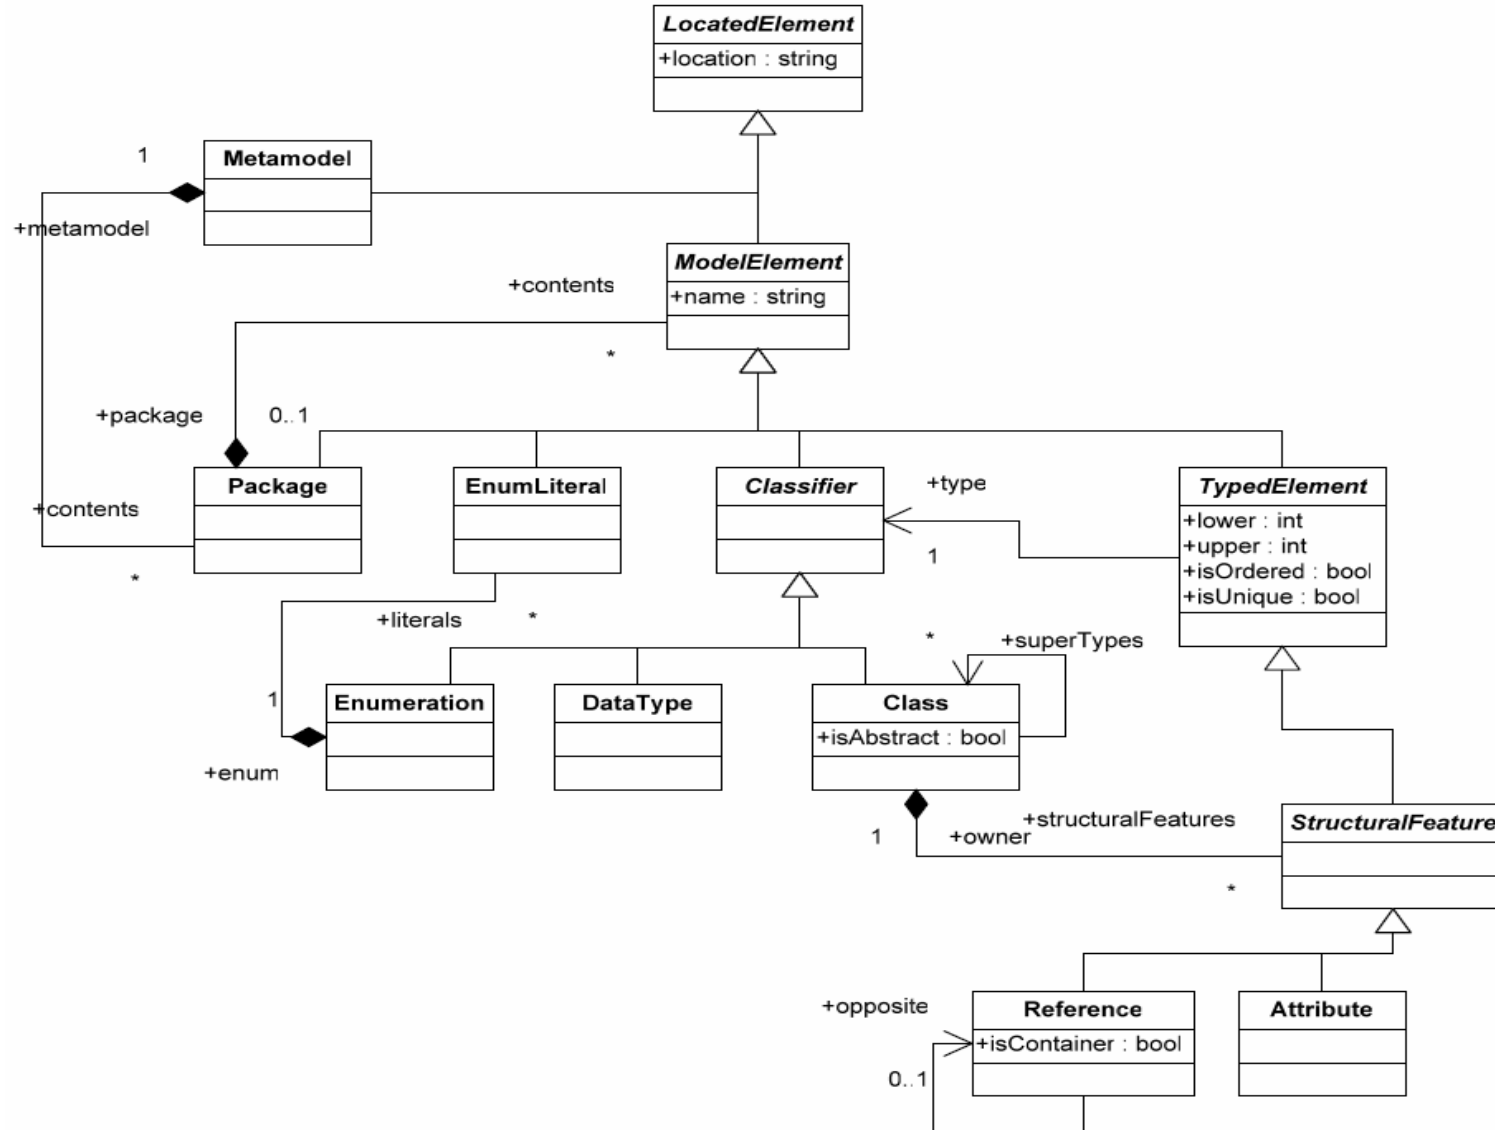 LocatedElement
+location : string
1
Metamodel
+metamodel
ModelElement
+name : string
+contents
*
+package
0..1
Package
EnumLiteral
Classifier
+type
TypedElement
+lower : int
+upper : int
+isOrdered : bool
+isUnique : bool
1
+contents
*
+literals
*
*
+superTypes
1
Enumeration
DataType
Class
+isAbstract : bool
+enum
+structuralFeatures
1
+owner
StructuralFeature
*
+opposite
Reference
+isContainer : bool
Attribute
0..1